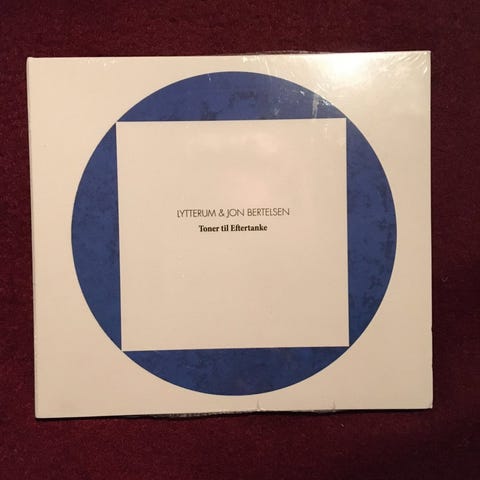 LYTTERUM & JON BERTELSEN
Toner til Eftertanke